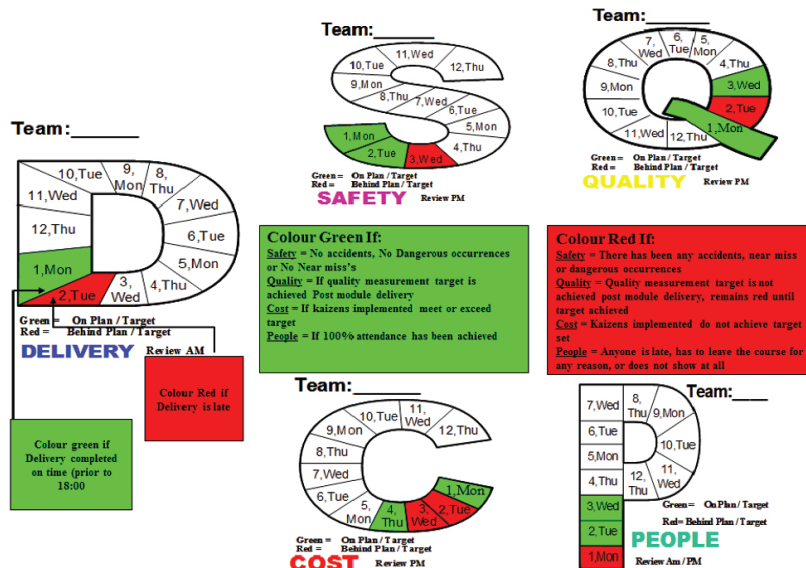 Team:______
10,Tue
9, Mon
8, Thu
7,Wed
6,Tue
5,Mon
4,Thu
3, Wed
2,Tue
1,Mon
12,Thu
11,Wed
Green = On Plan / Target
Red = Behind Plan / Target
DELIVERY Review AM
Colour Red if
Delivery is late
Colour green if
Delivery completed
on time (prior to
18:00
Team:______
12,Thu
11,Wed
10,Tue
9,Mon
8,Thu
7,Wed
6,Tue
5,Mon
4,Thu
3,Wed
2,Tue
1,Mon
Green = On Plan / Target
Red = Behind Plan / Target
SAFETY Review PM
Team:______
7, Wed
6, Tue
5, Mon
4,Thu
3,Wed
2,Tue
1,Mon
12,Thu
11,Wed
10,Tue
9,Mon
8,Thu
Green = On Plan / Target
Red = Behind Plan / Target
QUALITY Review PM
Colour Green If:
Safety = No accidents, No Dangerous occurrences
or No Near miss's
Quality = If quality measurement target is
achieved Post module delivery
Cost = If kaizens implemented meet or exceed
target
People = If 100% attendance has been achieved
Colour Red If:
Safety = There has been any accidents, near miss
or dangerous occurrences
Quality = Quality measurement target is not
achieved post module delivery, remains red until
target achieved
Cost = Kaizens implemented do not achieve target
set
People = Anyone is late, has to leave the course for
any reason, or does not show at all
Team:______
12,Thu
11, Wed
10,Tue
9,Mon
8,Thu
7,Wed
6,Tue
5, Mon
4, Thu
3, Wed
2,Tue
1,Mon
Green = On Plan / Target
Red = Behind Plan / Target
COST Review PM
Team:____
7,Wed
8, Thu
9,Mon
6,Tue
10,Tue
5,Mon
11, Wed
4,Thu
12, Thu
3,Wed
2,Tue
1,Mon
Green = On Plan / Target
Red= Behind Plan / Target
PEOPLE
Review Am / PM